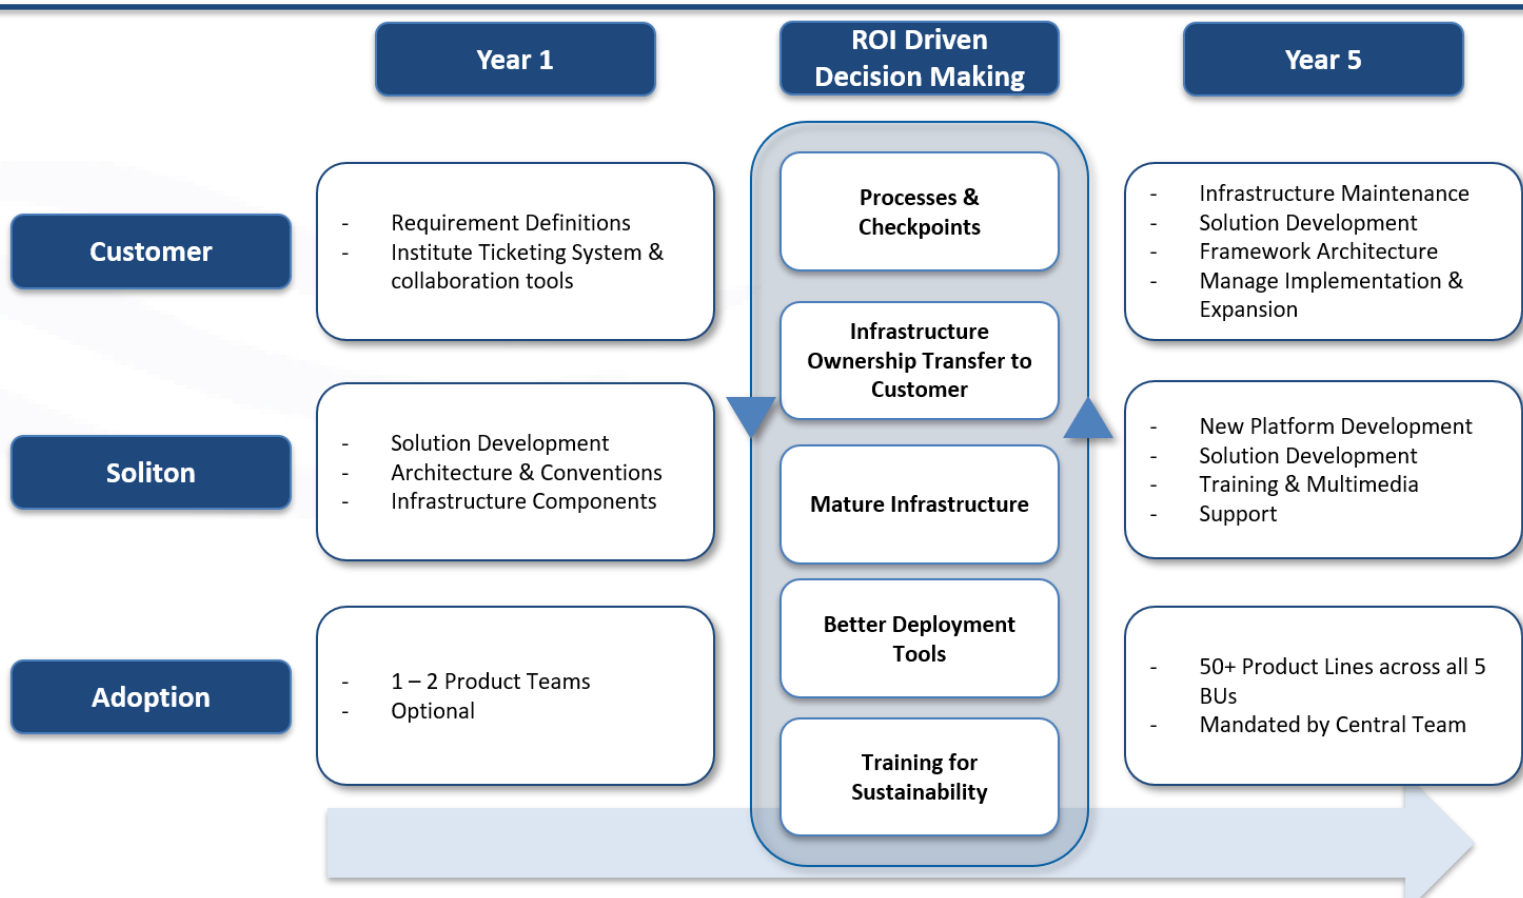 Year 1
ROI Driven
Decision Making
Year 5
Customer
- Requirement Definitions
- Institute Ticketing System &
collaboration tools
Processes &
Checkpoints
Infrastructure
Ownership Transfer to
Customer
- Infrastructure Maintenance
- Solution Development
- Framework Architecture
- Manage Implementation &
Expansion
Soliton
- Solution Development
- Architecture & Conventions
- Infrastructure Components
Mature Infrastructure
- New Platform Development
- Solution Development
- Training & Multimedia
- Support
Adoption
- 1 – 2 Product Teams
- Optional
Better Deployment
Tools
Training for
Sustainability
- 50+ Product Lines across all 5
BUs
- Mandated by Central Team